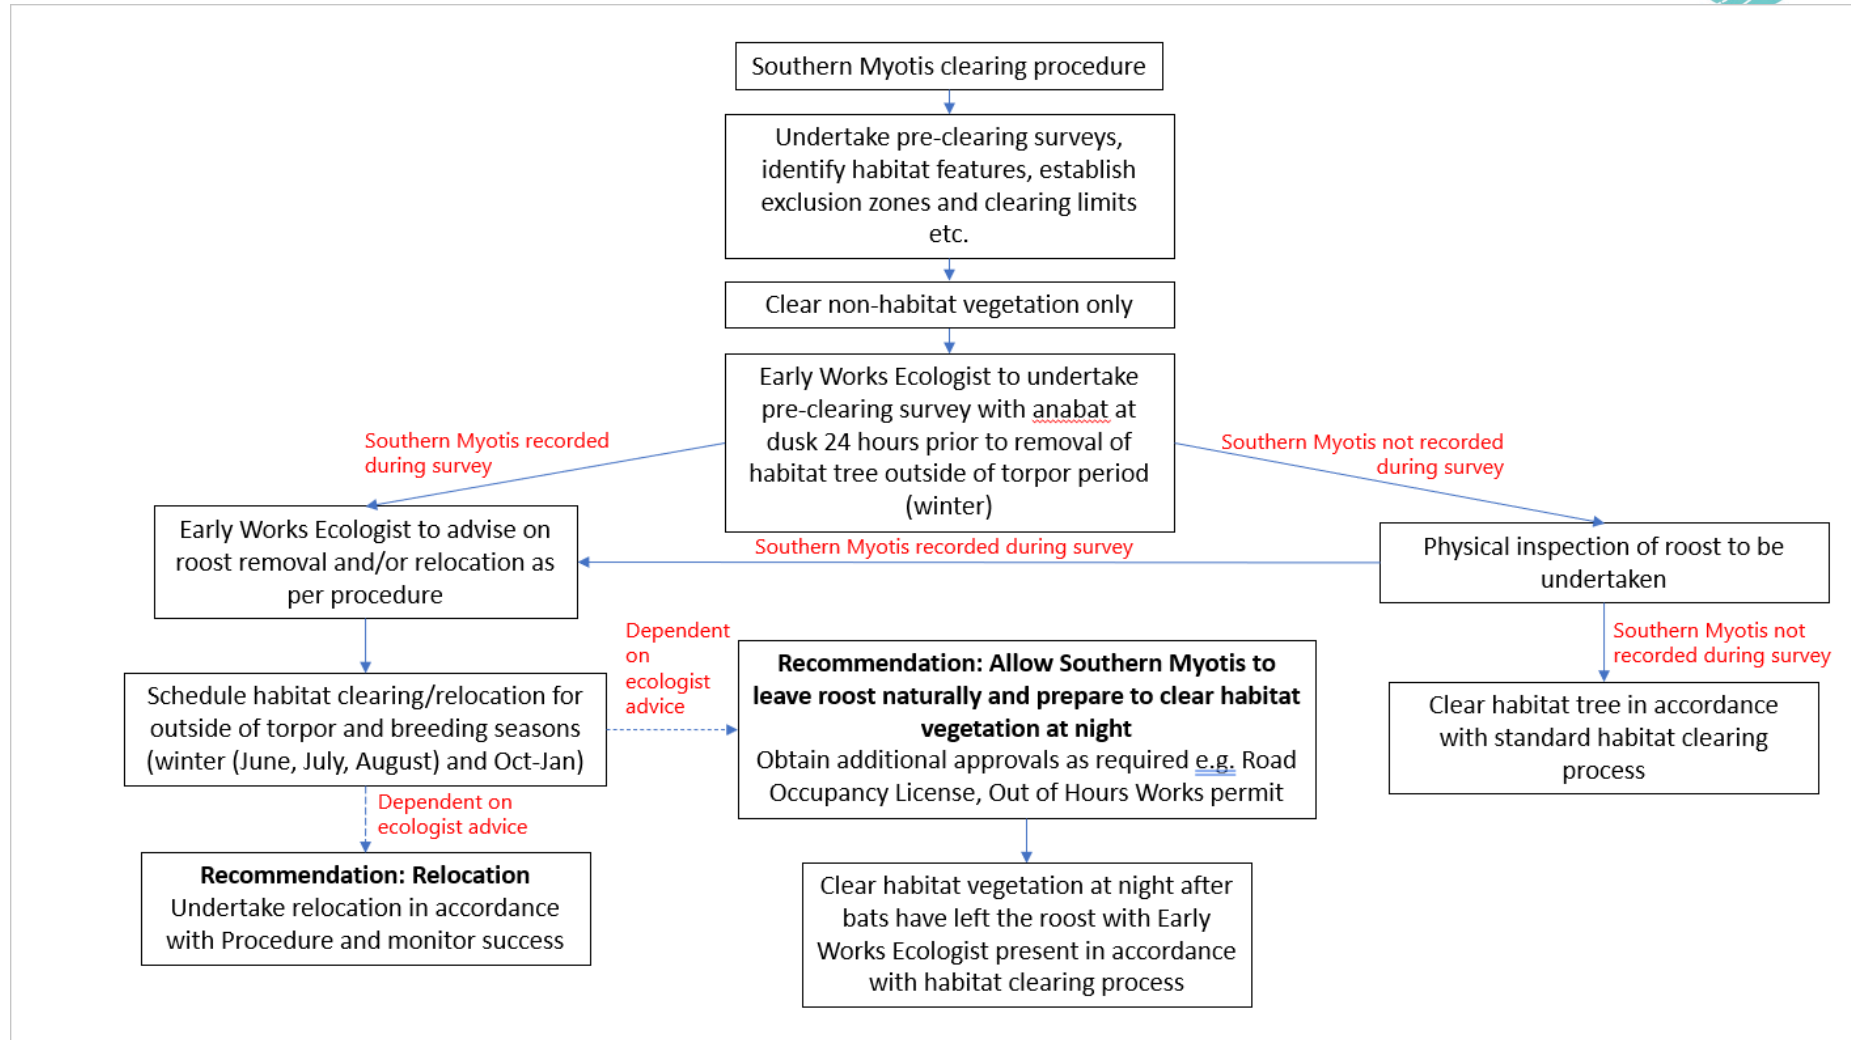 Southern Myotis clearing procedure
Undertake pre-clearing surveys,
identify habitat features, establish
exclusion zones and clearing limits
etc.
Clear non-habitat vegetation only
Early Works Ecologist to undertake
pre-clearing survey with anabat at
dusk 24 hours prior to removal of
habitat tree outside of torpor period
(winter)
Southern Myotis recorded
during survey
Southern Myotis not recorded
during survey
Early Works Ecologist to advise on
roost removal and/or relocation as
per procedure
Southern Myotis recorded during survey
Physical inspection of roost to be
undertaken
Southern Myotis not
recorded during survey
Clear habitat tree in accordance
with standard habitat clearing
process
Schedule habitat clearing/relocation for
outside of torpor and breeding seasons
(winter (June, July, August) and Oct-Jan)
Dependent
on
ecologist
advice
Recommendation: Allow Southern Myotis to
leave roost naturally and prepare to clear habitat
vegetation at night
Obtain additional approvals as required e.g. Road
Occupancy License, Out of Hours Works permit
Dependent on
ecologist advice
Recommendation: Relocation
Undertake relocation in accordance
with Procedure and monitor success
Clear habitat vegetation at night after
bats have left the roost with Early
Works Ecologist present in accordance
with habitat clearing process